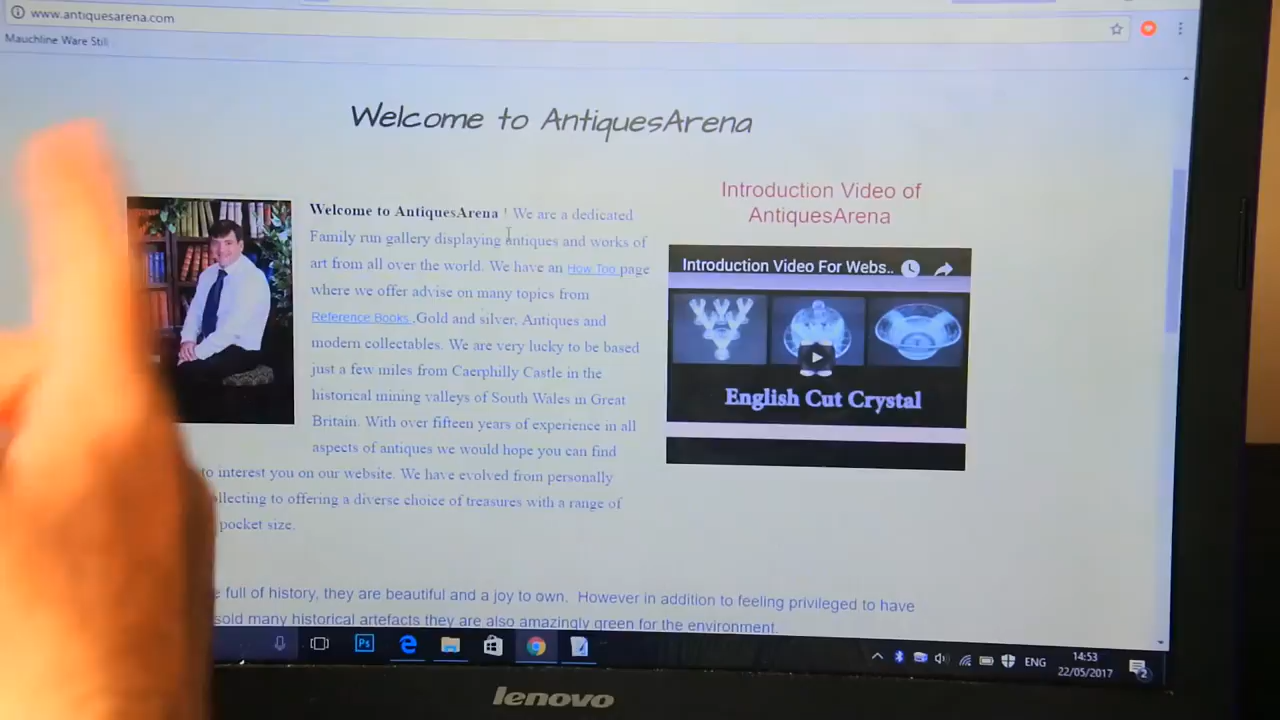 www.antiquesarena.com
Mauchline Ware Still
Welcome to AntiquesArena
Welcome to AntiquesArena ! We are a dedicated
Family run gallery displaying antiques and works of
art from all over the world. We have an How Too page
where we offer advise on many topics from
Reference Books ,Gold and silver, Antiques and
modern collectables. We are very lucky to be based
just a few miles from Caerphilly Castle in the
historical mining valleys of South Wales in Great
Britain. With over fifteen years of experience in all
aspects of antiques we would hope you can find
to interest you on our website. We have evolved from personally
to offering a diverse choice of treasures with a range of
pocket size.
Introduction Video of
AntiquesArena
Introduction Video For Webs..
English Cut Crystal
full of history, they are beautiful and a joy to own. However in addition to feeling privileged to have
sold many historical artefacts they are also amazingly green for the environment.
Ps
ENG
14:53
22/05/2017
2
lenovo